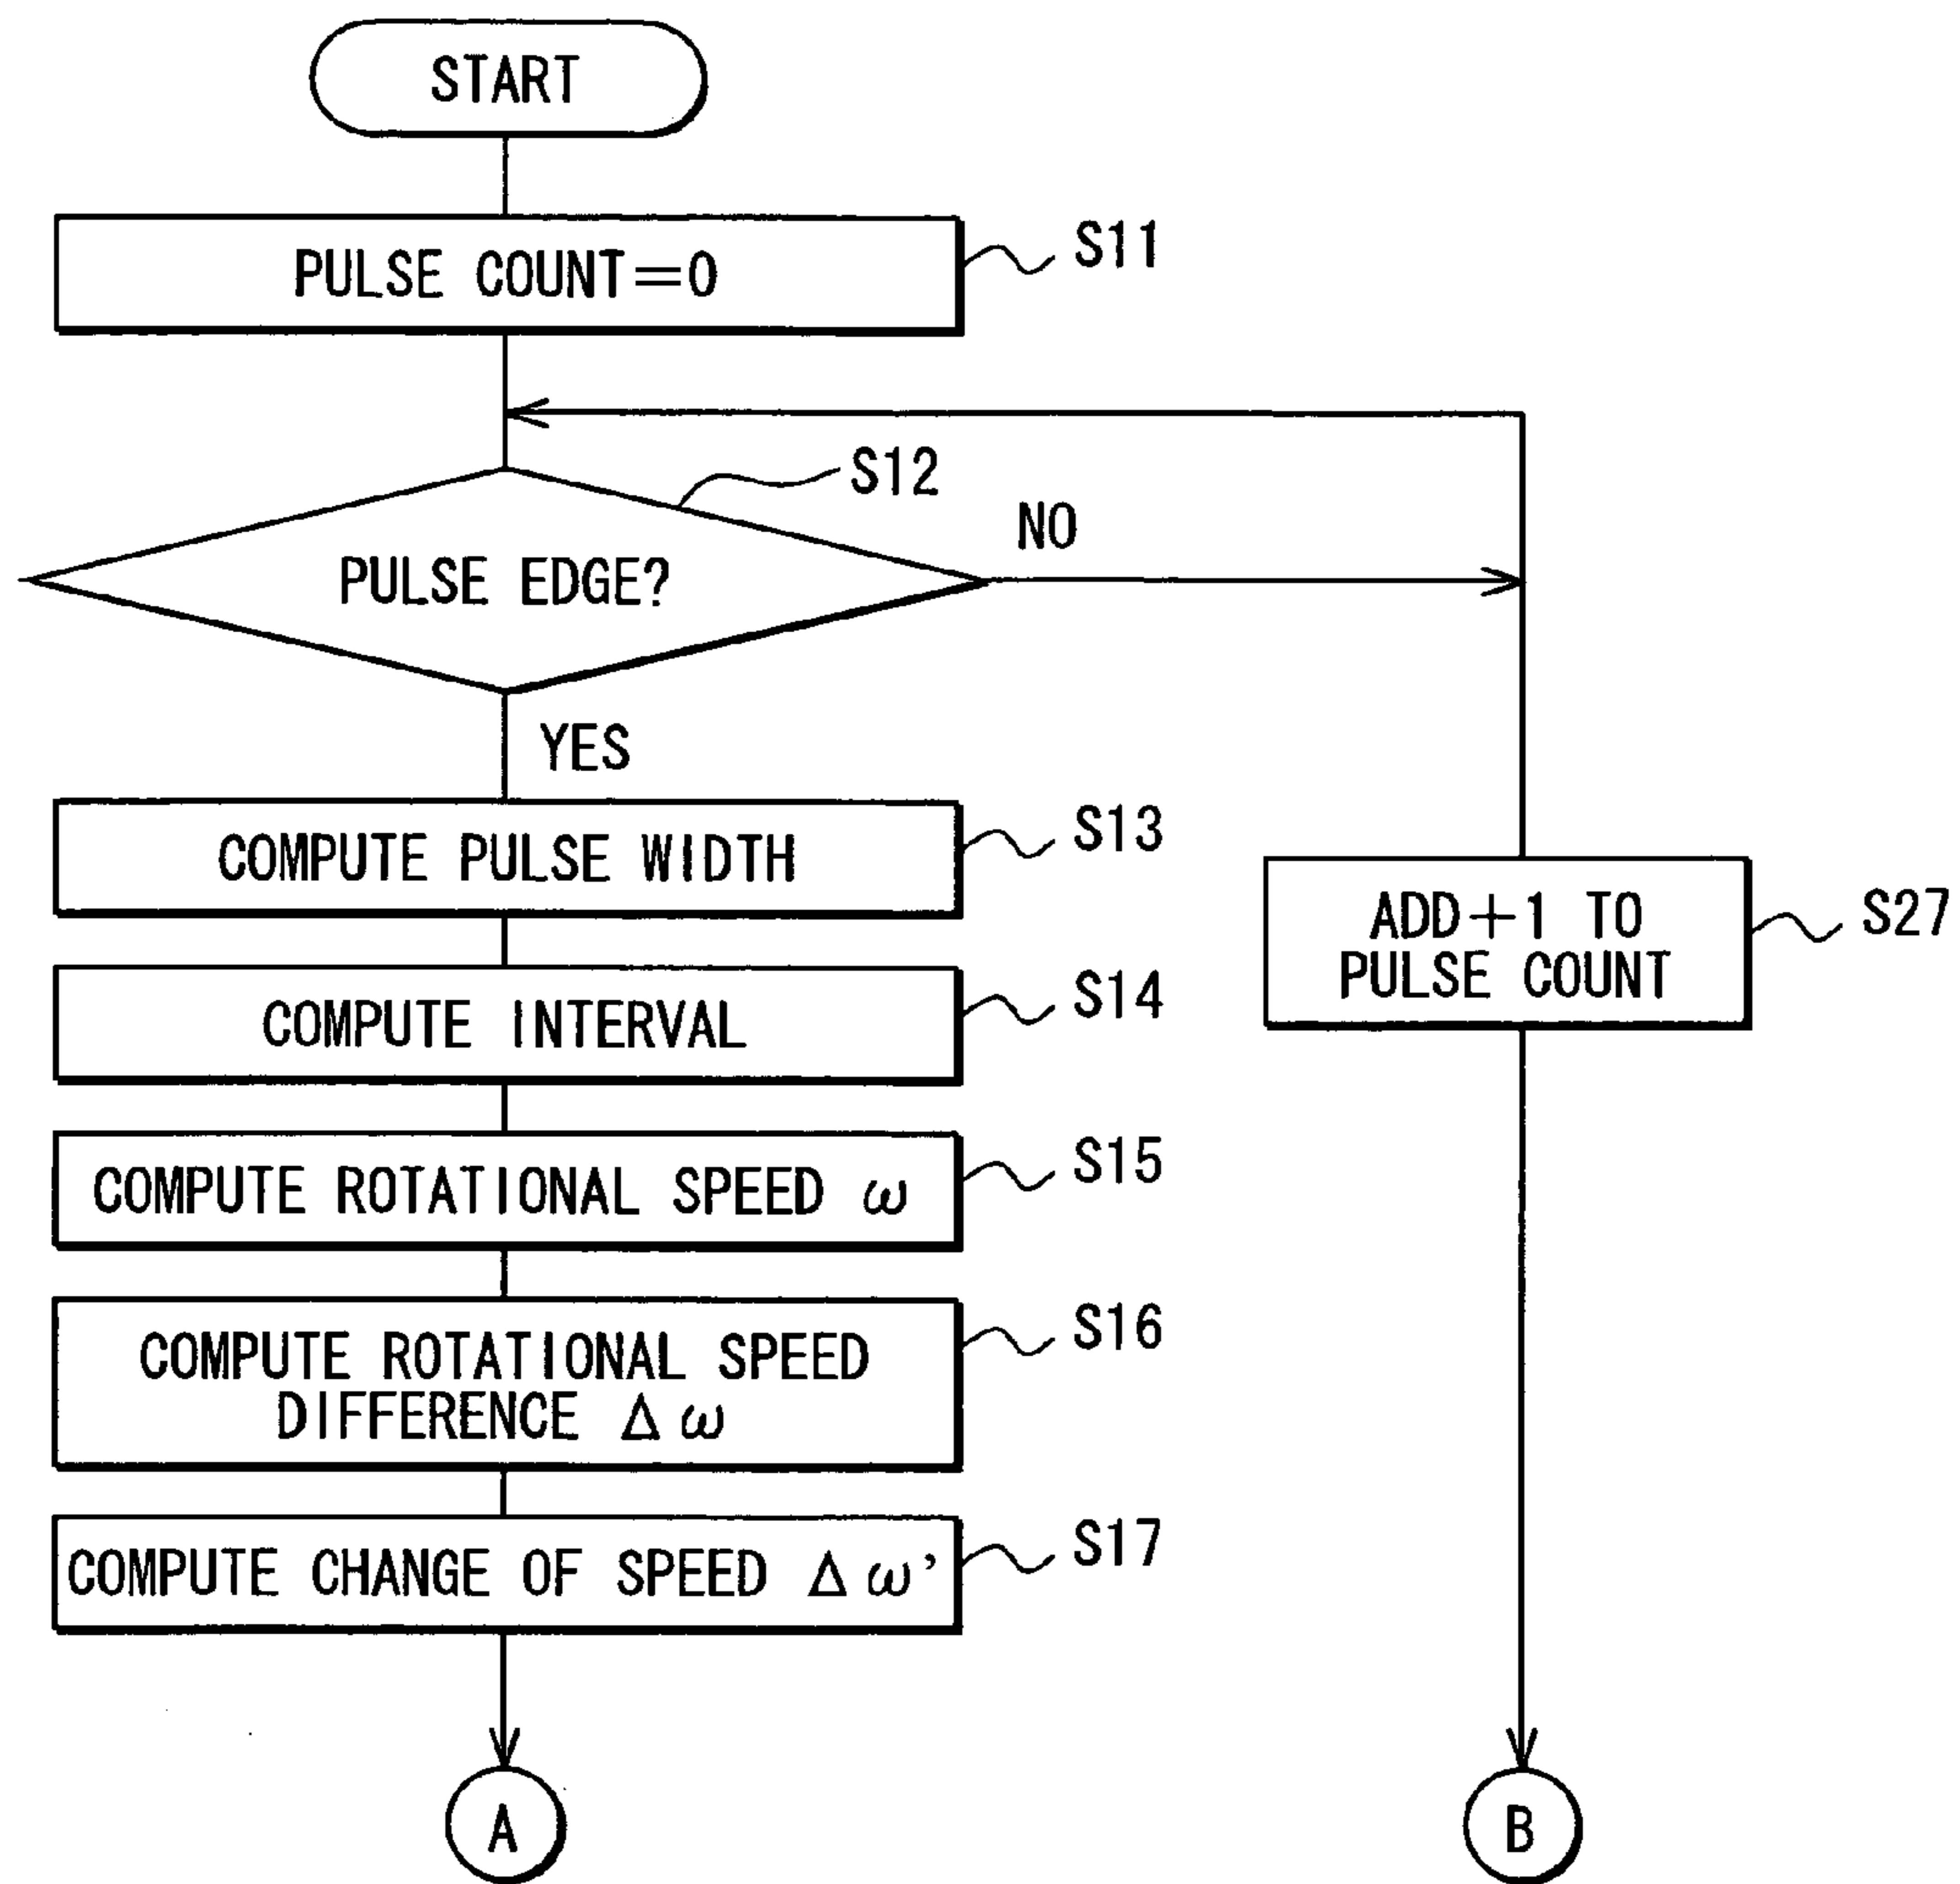 START
PULSE COUNT=0
S11
S12
PULSE EDGE?
NO
YES
COMPUTE PULSE WIDTH
S13
ADD+1 TO
PULSE COUNT
S27
COMPUTE INTERVAL
S14
COMPUTE ROTATIONAL SPEED ω
S15
COMPUTE ROTATIONAL SPEED
DIFFERENCE Δω
S16
COMPUTE CHANGE OF SPEED Δω'
S17
A
B